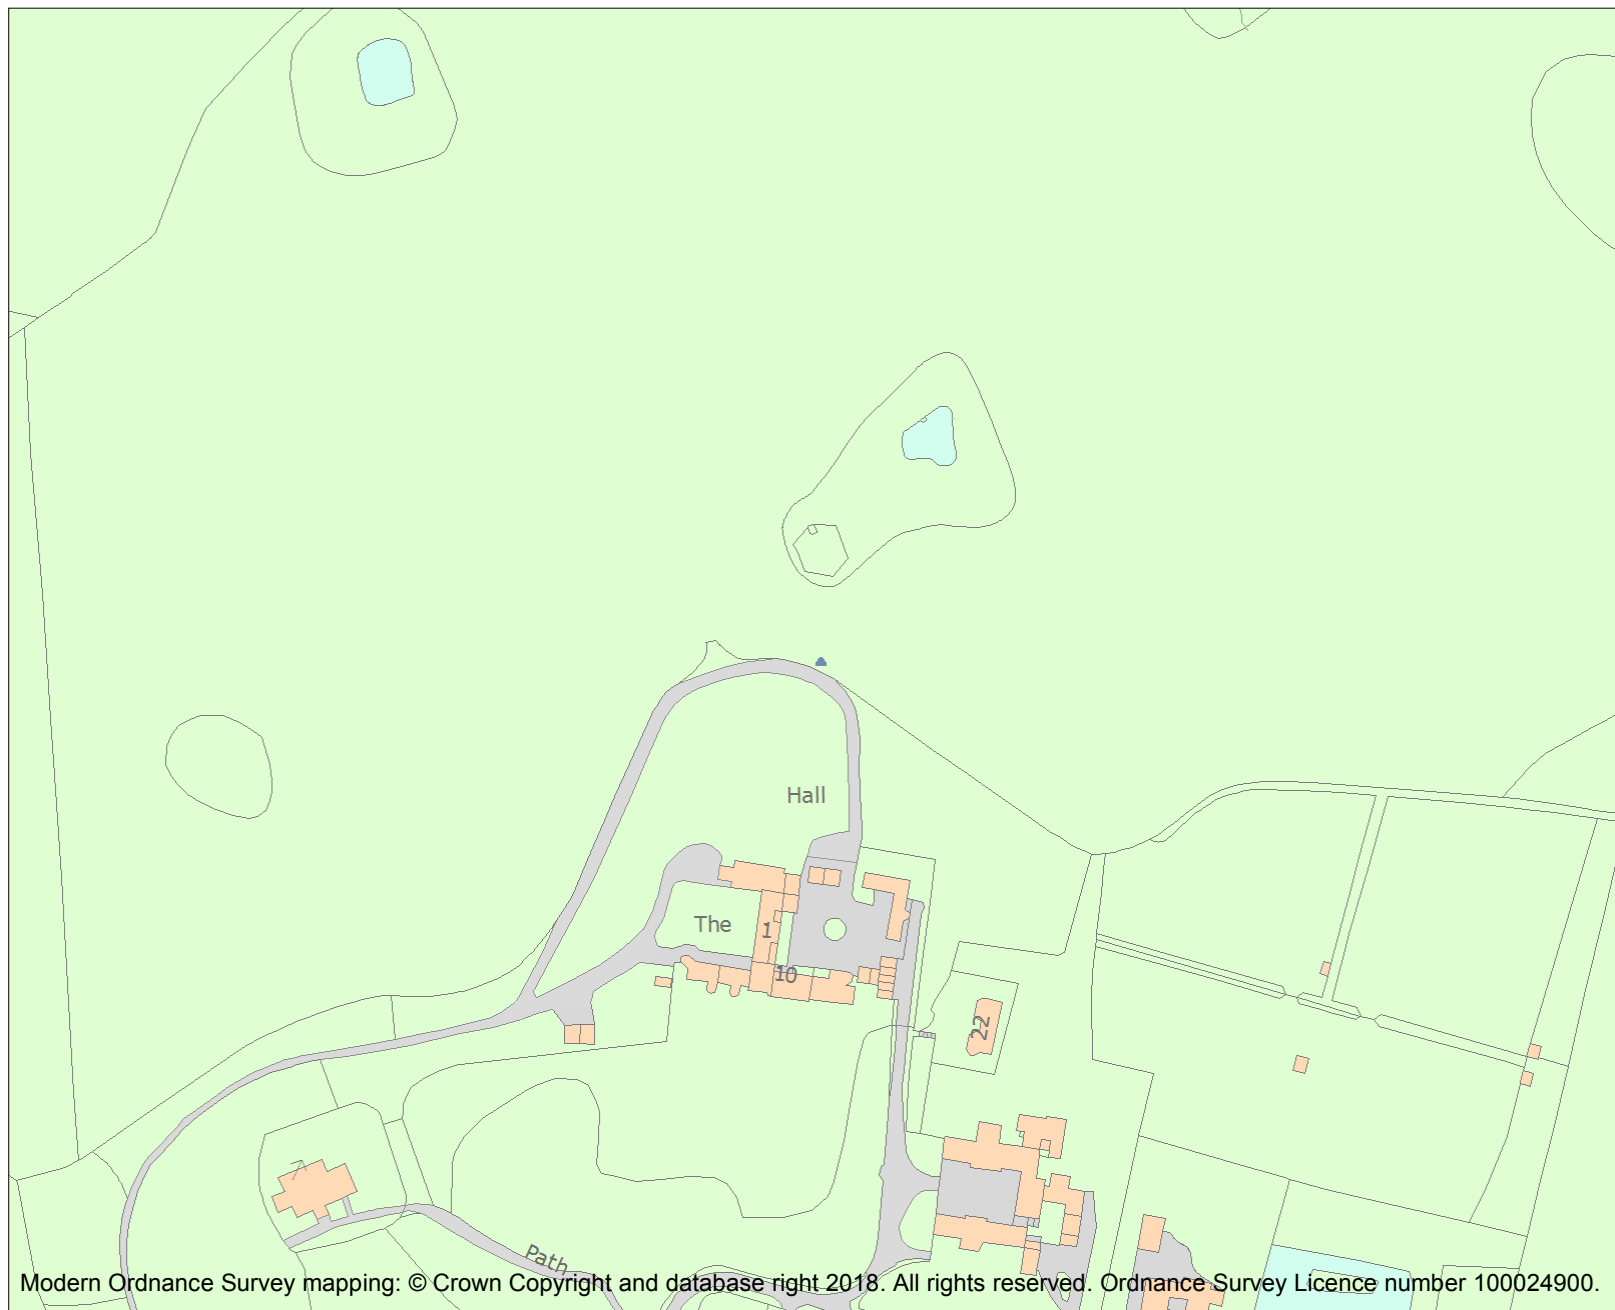 Hall
The
1
10
22
Path
Modern Ordnance Survey mapping: © Crown Copyright and database right 2018. All rights reserved. Ordnance Survey Licence number 100024900.